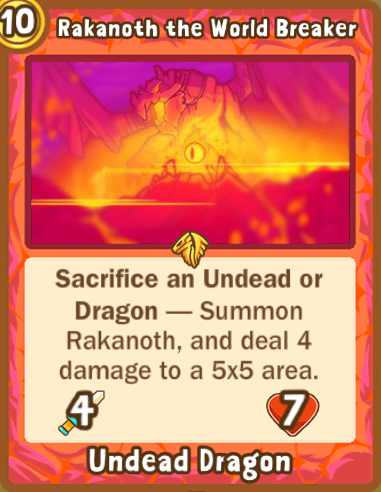 10
Rakanoth the World Breaker
Sacrifice an Undead or
Dragon — Summon
Rakanoth, and deal 4
damage to a 5x5 area.
4
7
Undead Dragon